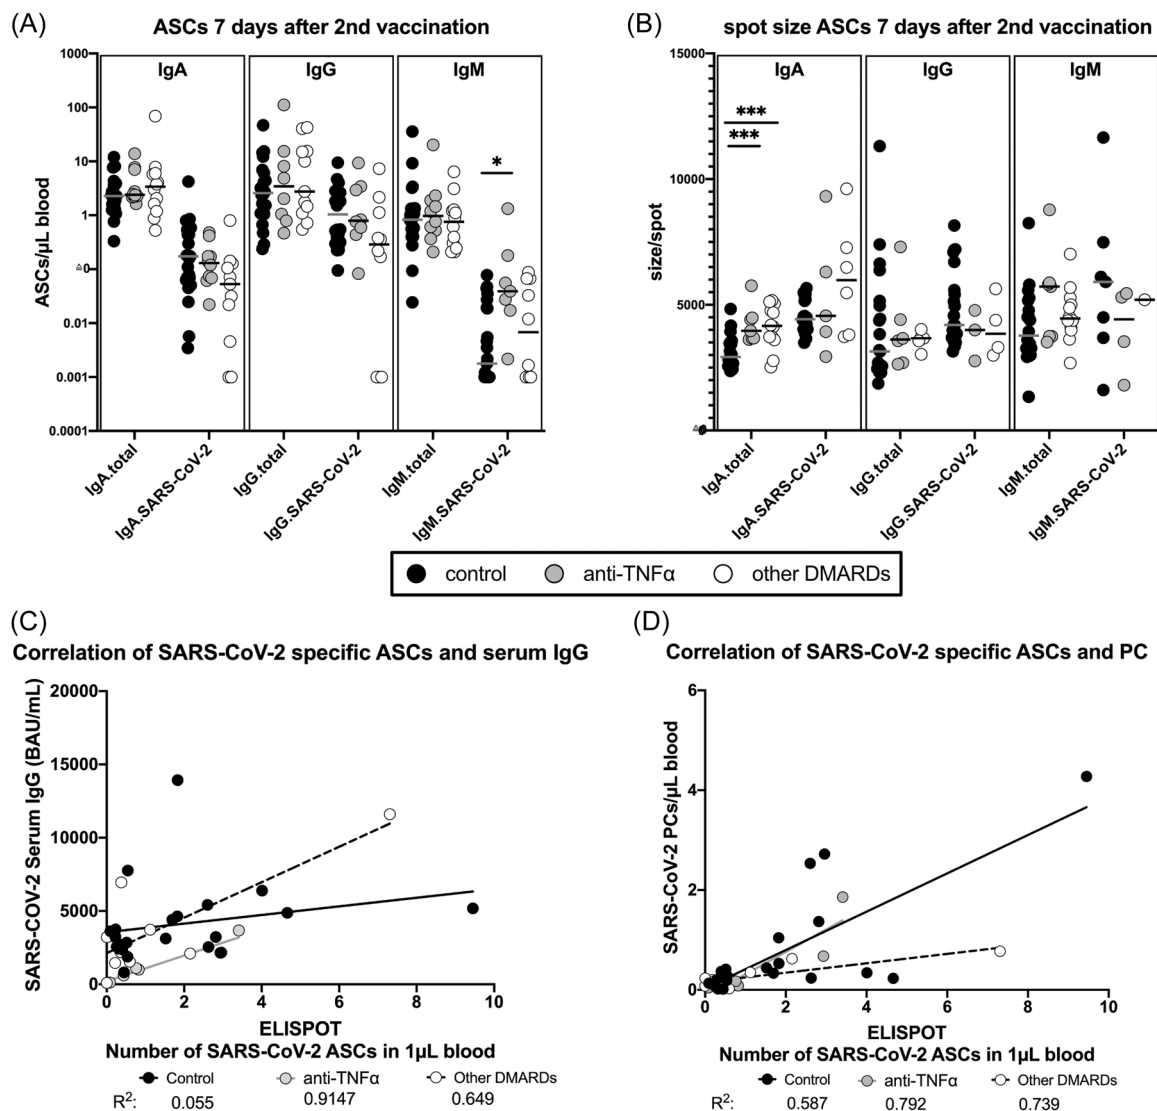 (A)
ASCs 7 days after 2nd vaccination
ASCs/µL blood
1000
100
10
1
0.01
0.001
0.0001
IgA
IgG
IgM
*
IgA.total
IgA.SARS-CoV-2
IgG.total
IgG.SARS-CoV-2
IgM.total
IgM.SARS-CoV-2
(B)
spot size ASCs 7 days after 2nd vaccination
size/spot
15000
10000
5000
IgA
IgG
IgM
***
***
IgA.total
IgA.SARS-CoV-2
IgG.total
IgG.SARS-CoV-2
IgM.total
IgM.SARS-CoV-2
control anti-TNFα other DMARDs
(C)
Correlation of SARS-CoV-2 specific ASCs and serum IgG
SARS-COV-2 Serum IgG (BAU/mL)
20000
15000
10000
5000
0
0 2 4 6 8 10
ELISPOT
Number of SARS-CoV-2 ASCs in 1µL blood
Control anti-TNFα Other DMARDs
R²: 0.055 0.9147 0.649
(D)
Correlation of SARS-CoV-2 specific ASCs and PC
SARS-COV-2 PCs/µL blood
6
4
2
0
0 2 4 6 8 10
ELISPOT
Number of SARS-CoV-2 ASCs in 1µL blood
Control anti-TNFα Other DMARDs
R²: 0.587 0.792 0.739